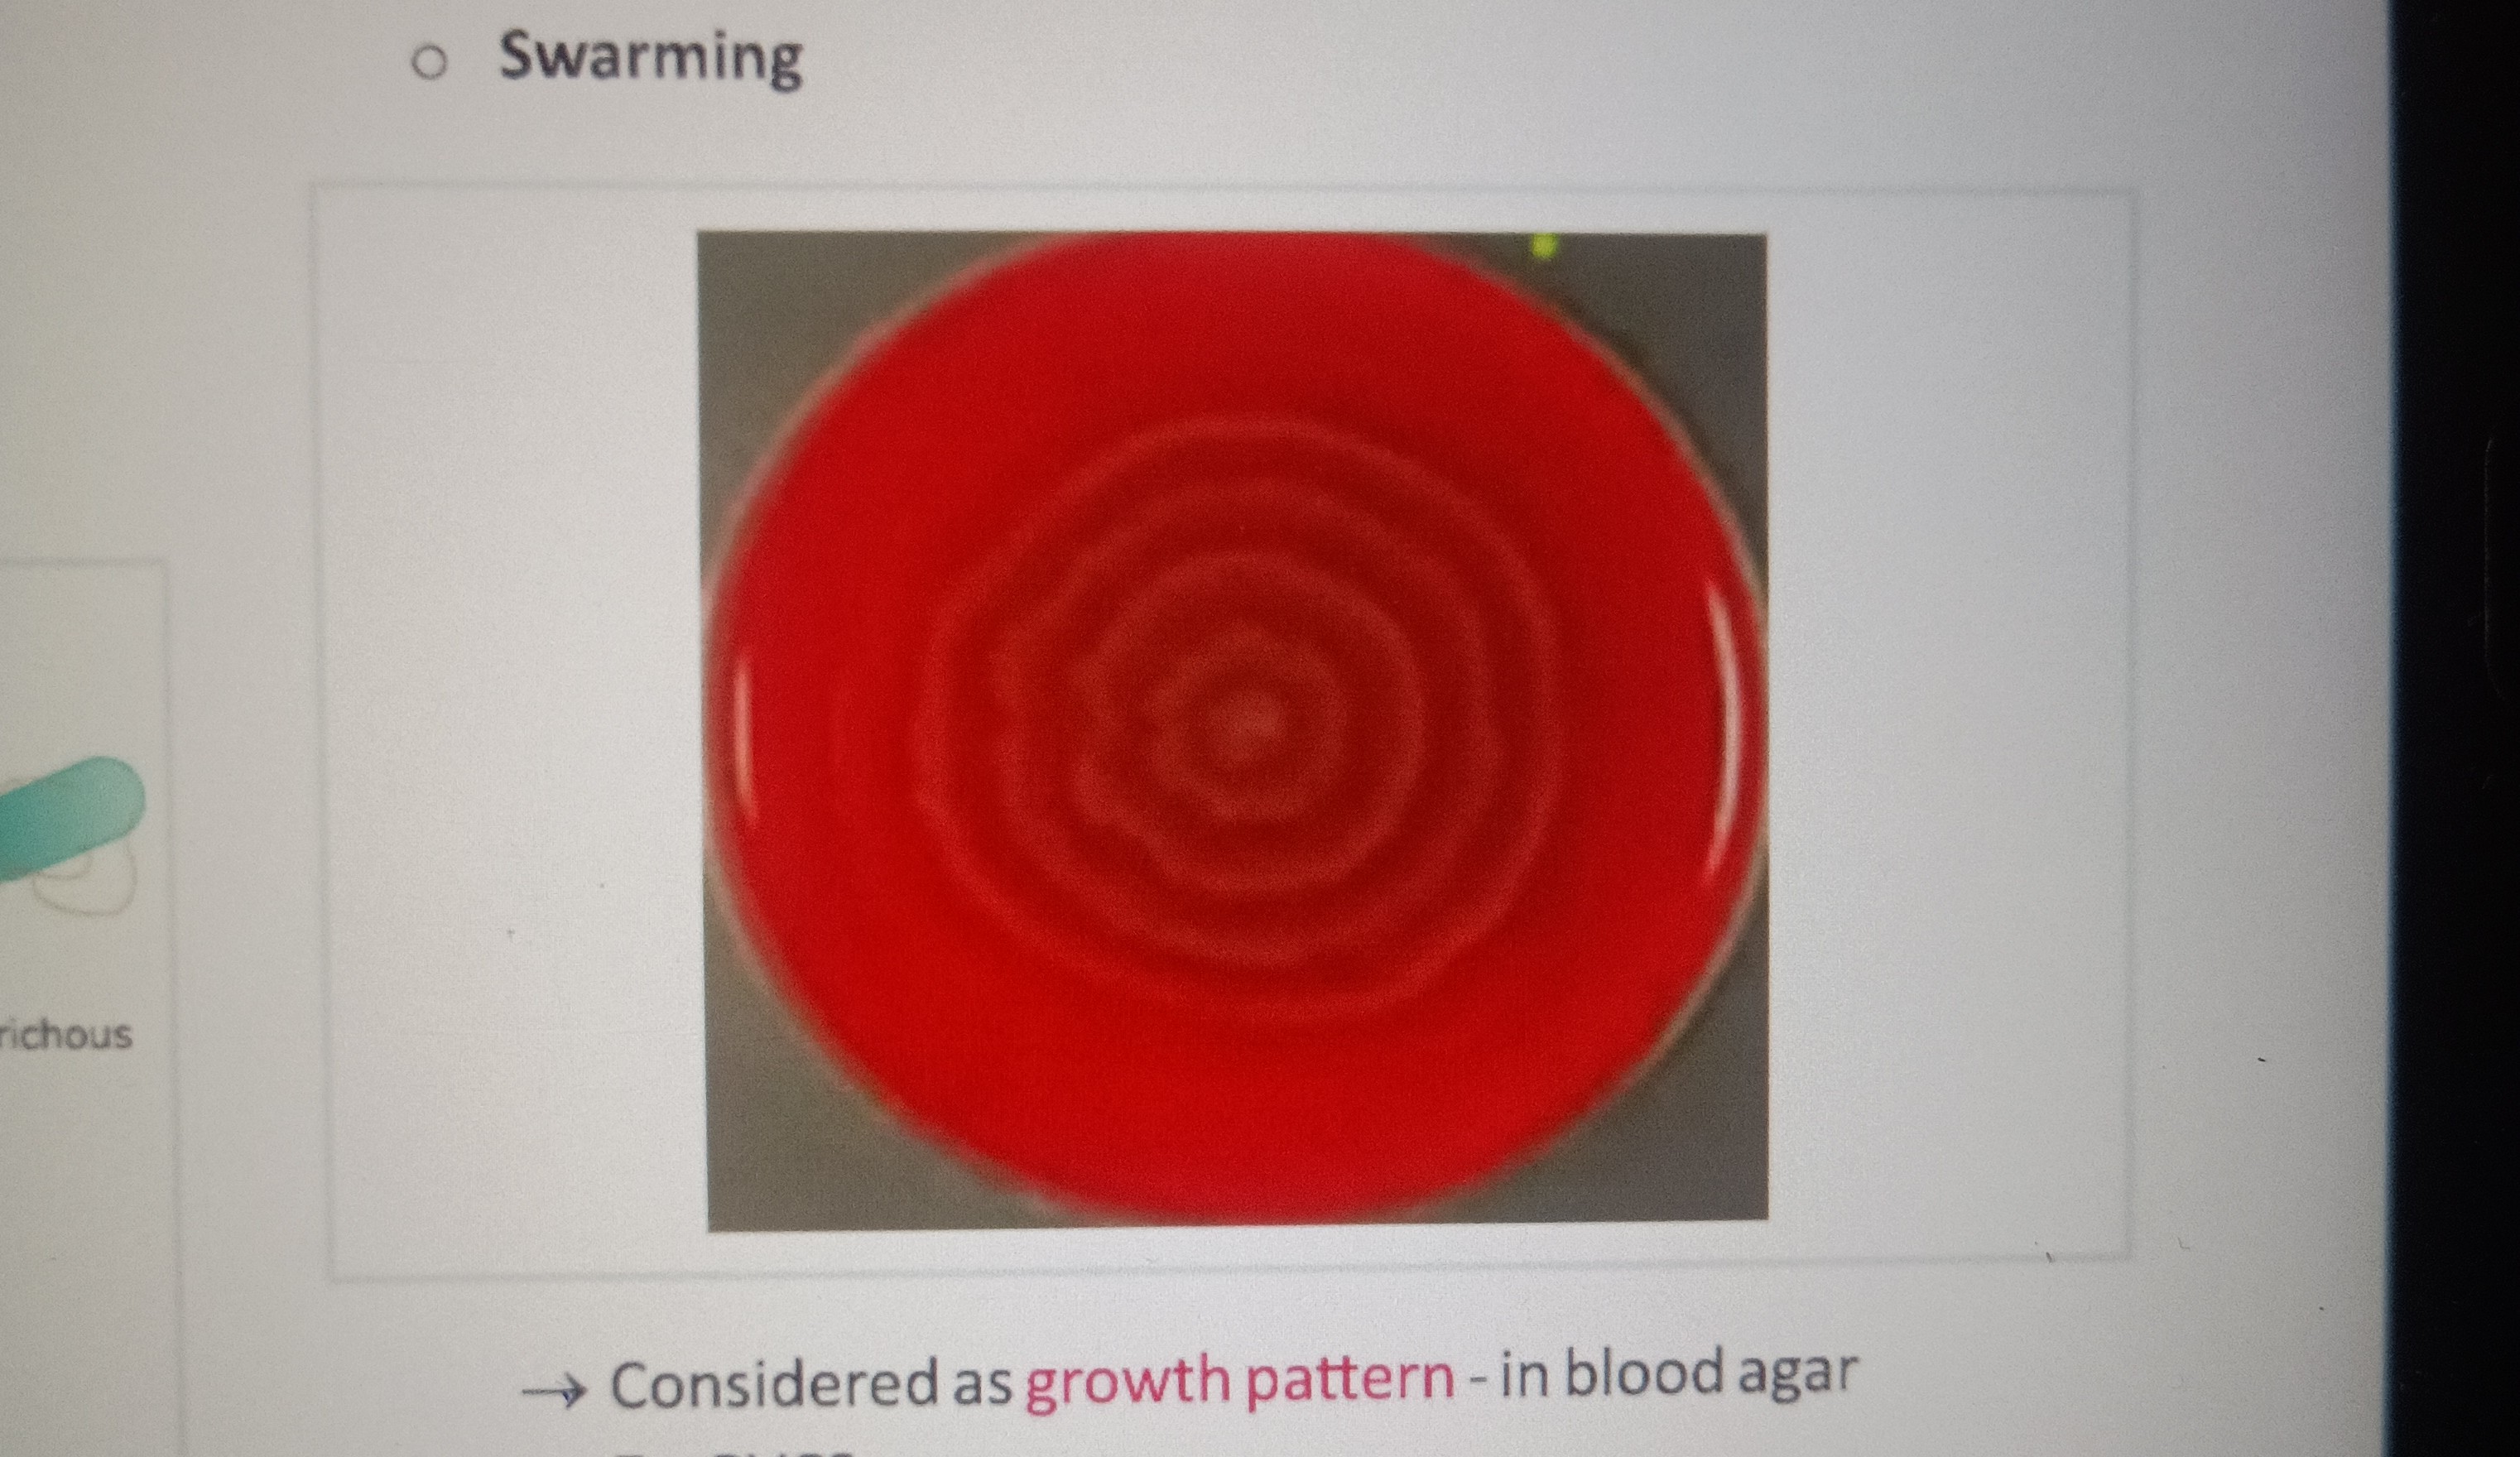 Swarming
richous
→ Considered as growth pattern - in blood agar